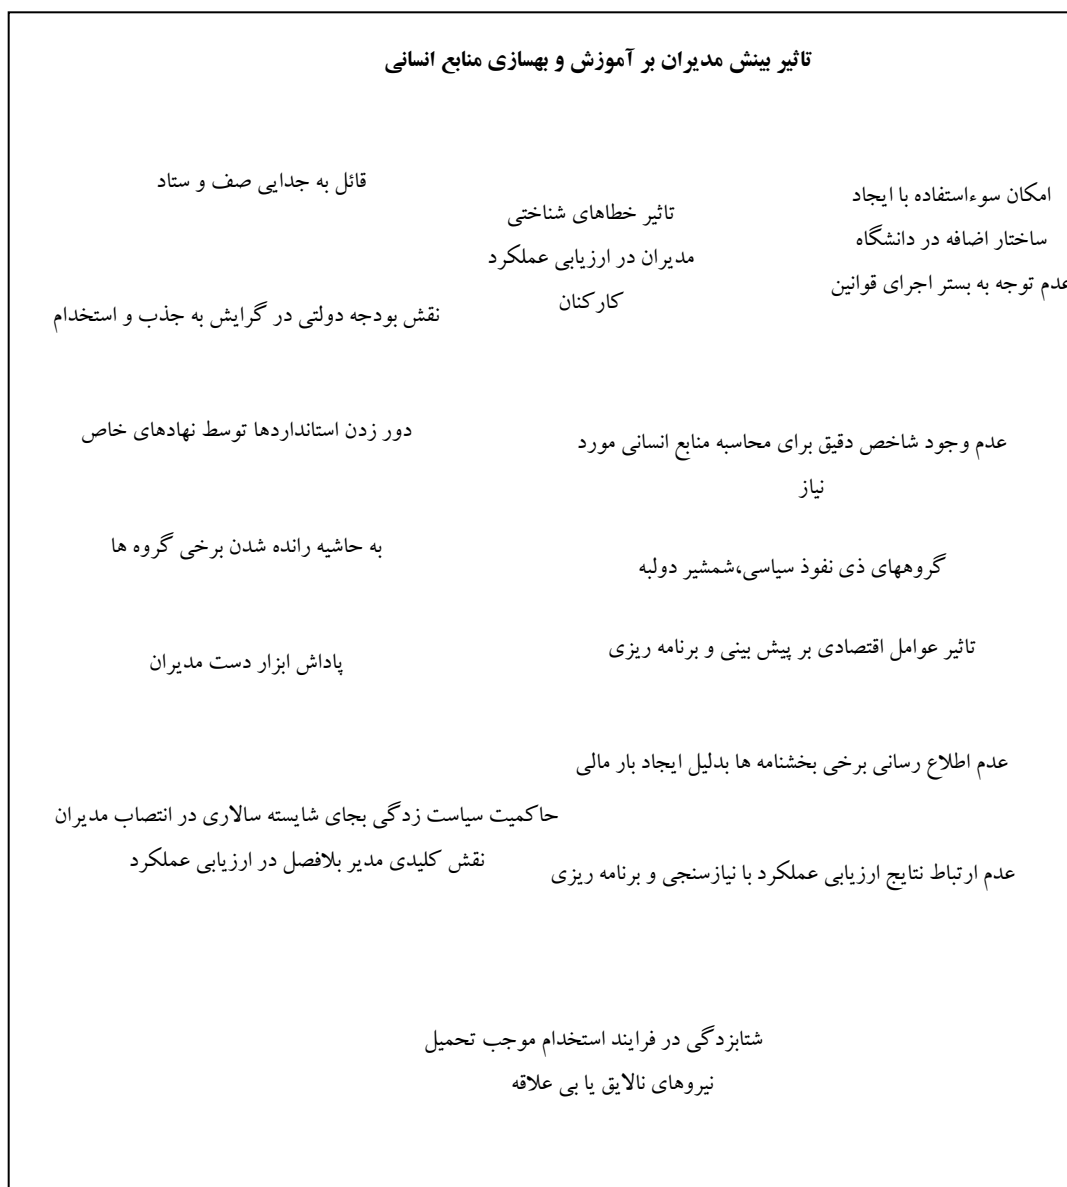 تاثیر بینش مدیران بر آموزش و بهسازی منابع انسانی
امکان سوءاستفاده با ایجاد
ساختار اضافه در دانشگاه
عدم توجه به بستر اجرای قوانین
تاثیر خطاهای شناختی
مدیران در ارزیابی عملکرد
کارکنان
قائل به جدایی صف و ستاد
نقش بودجه دولتی در گرایش به جذب و استخدام
عدم وجود شاخص دقیق برای محاسبه منابع انسانی مورد
نیاز
دور زدن استانداردها توسط نهادهای خاص
گروههای ذی نفوذ سیاسی،شمشیر دولبه
به حاشیه رانده شدن برخی گروه ها
تاثیر عوامل اقتصادی بر پیش بینی و برنامه ریزی
پاداش ابزار دست مدیران
عدم اطلاع رسانی برخی بخشنامه ها بدلیل ایجاد بار مالی
حاکمیت سیاست زدگی بجای شایسته سالاری در انتصاب مدیران
نقش کلیدی مدیر بلافصل در ارزیابی عملکرد
عدم ارتباط نتایج ارزیابی عملکرد با نیازسنجی و برنامه ریزی
شتابزدگی در فرایند استخدام موجب تحمیل
نیروهای نالایق یا بی علاقه